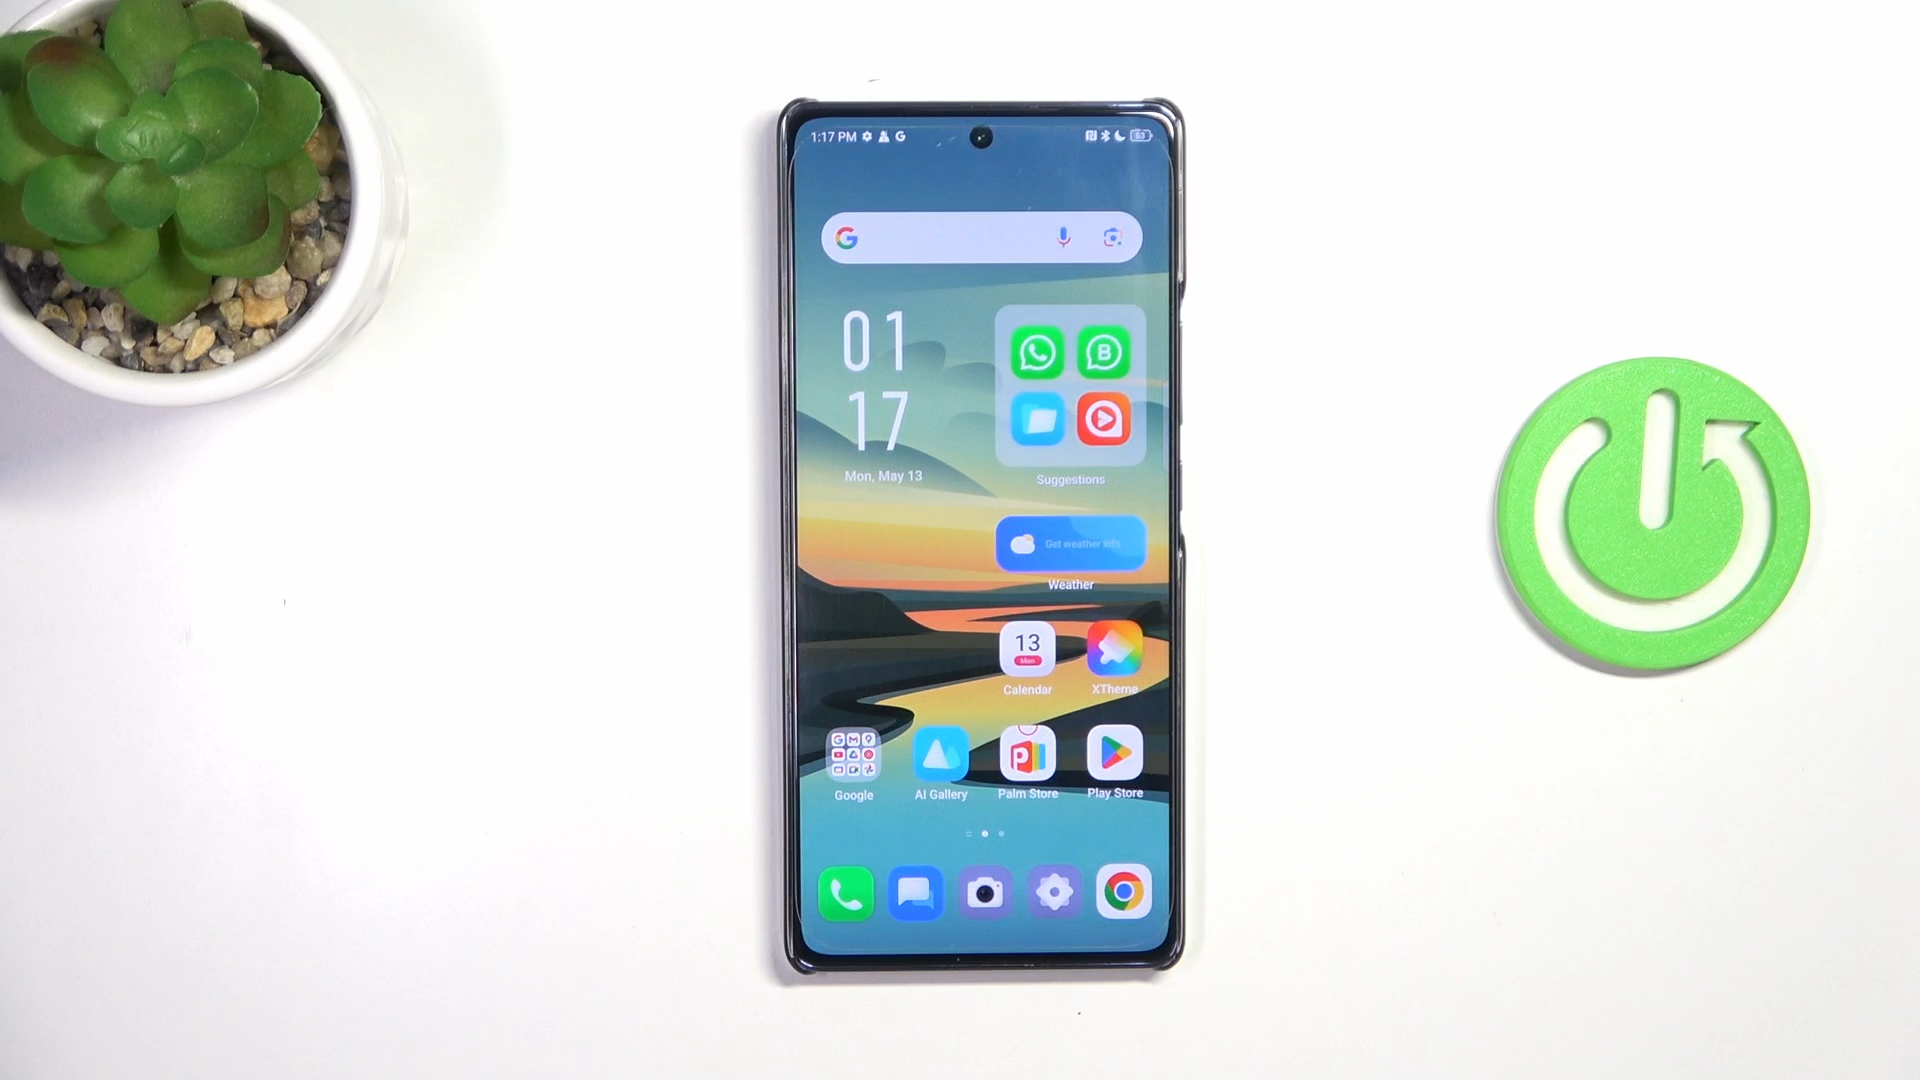 1:17 PM
53
01
17
Mon, May 13
B
Suggestions
Get weather info
Weather
13
Mon
Calendar
XTheme
Google
AI Gallery
Palm Store
Play Store